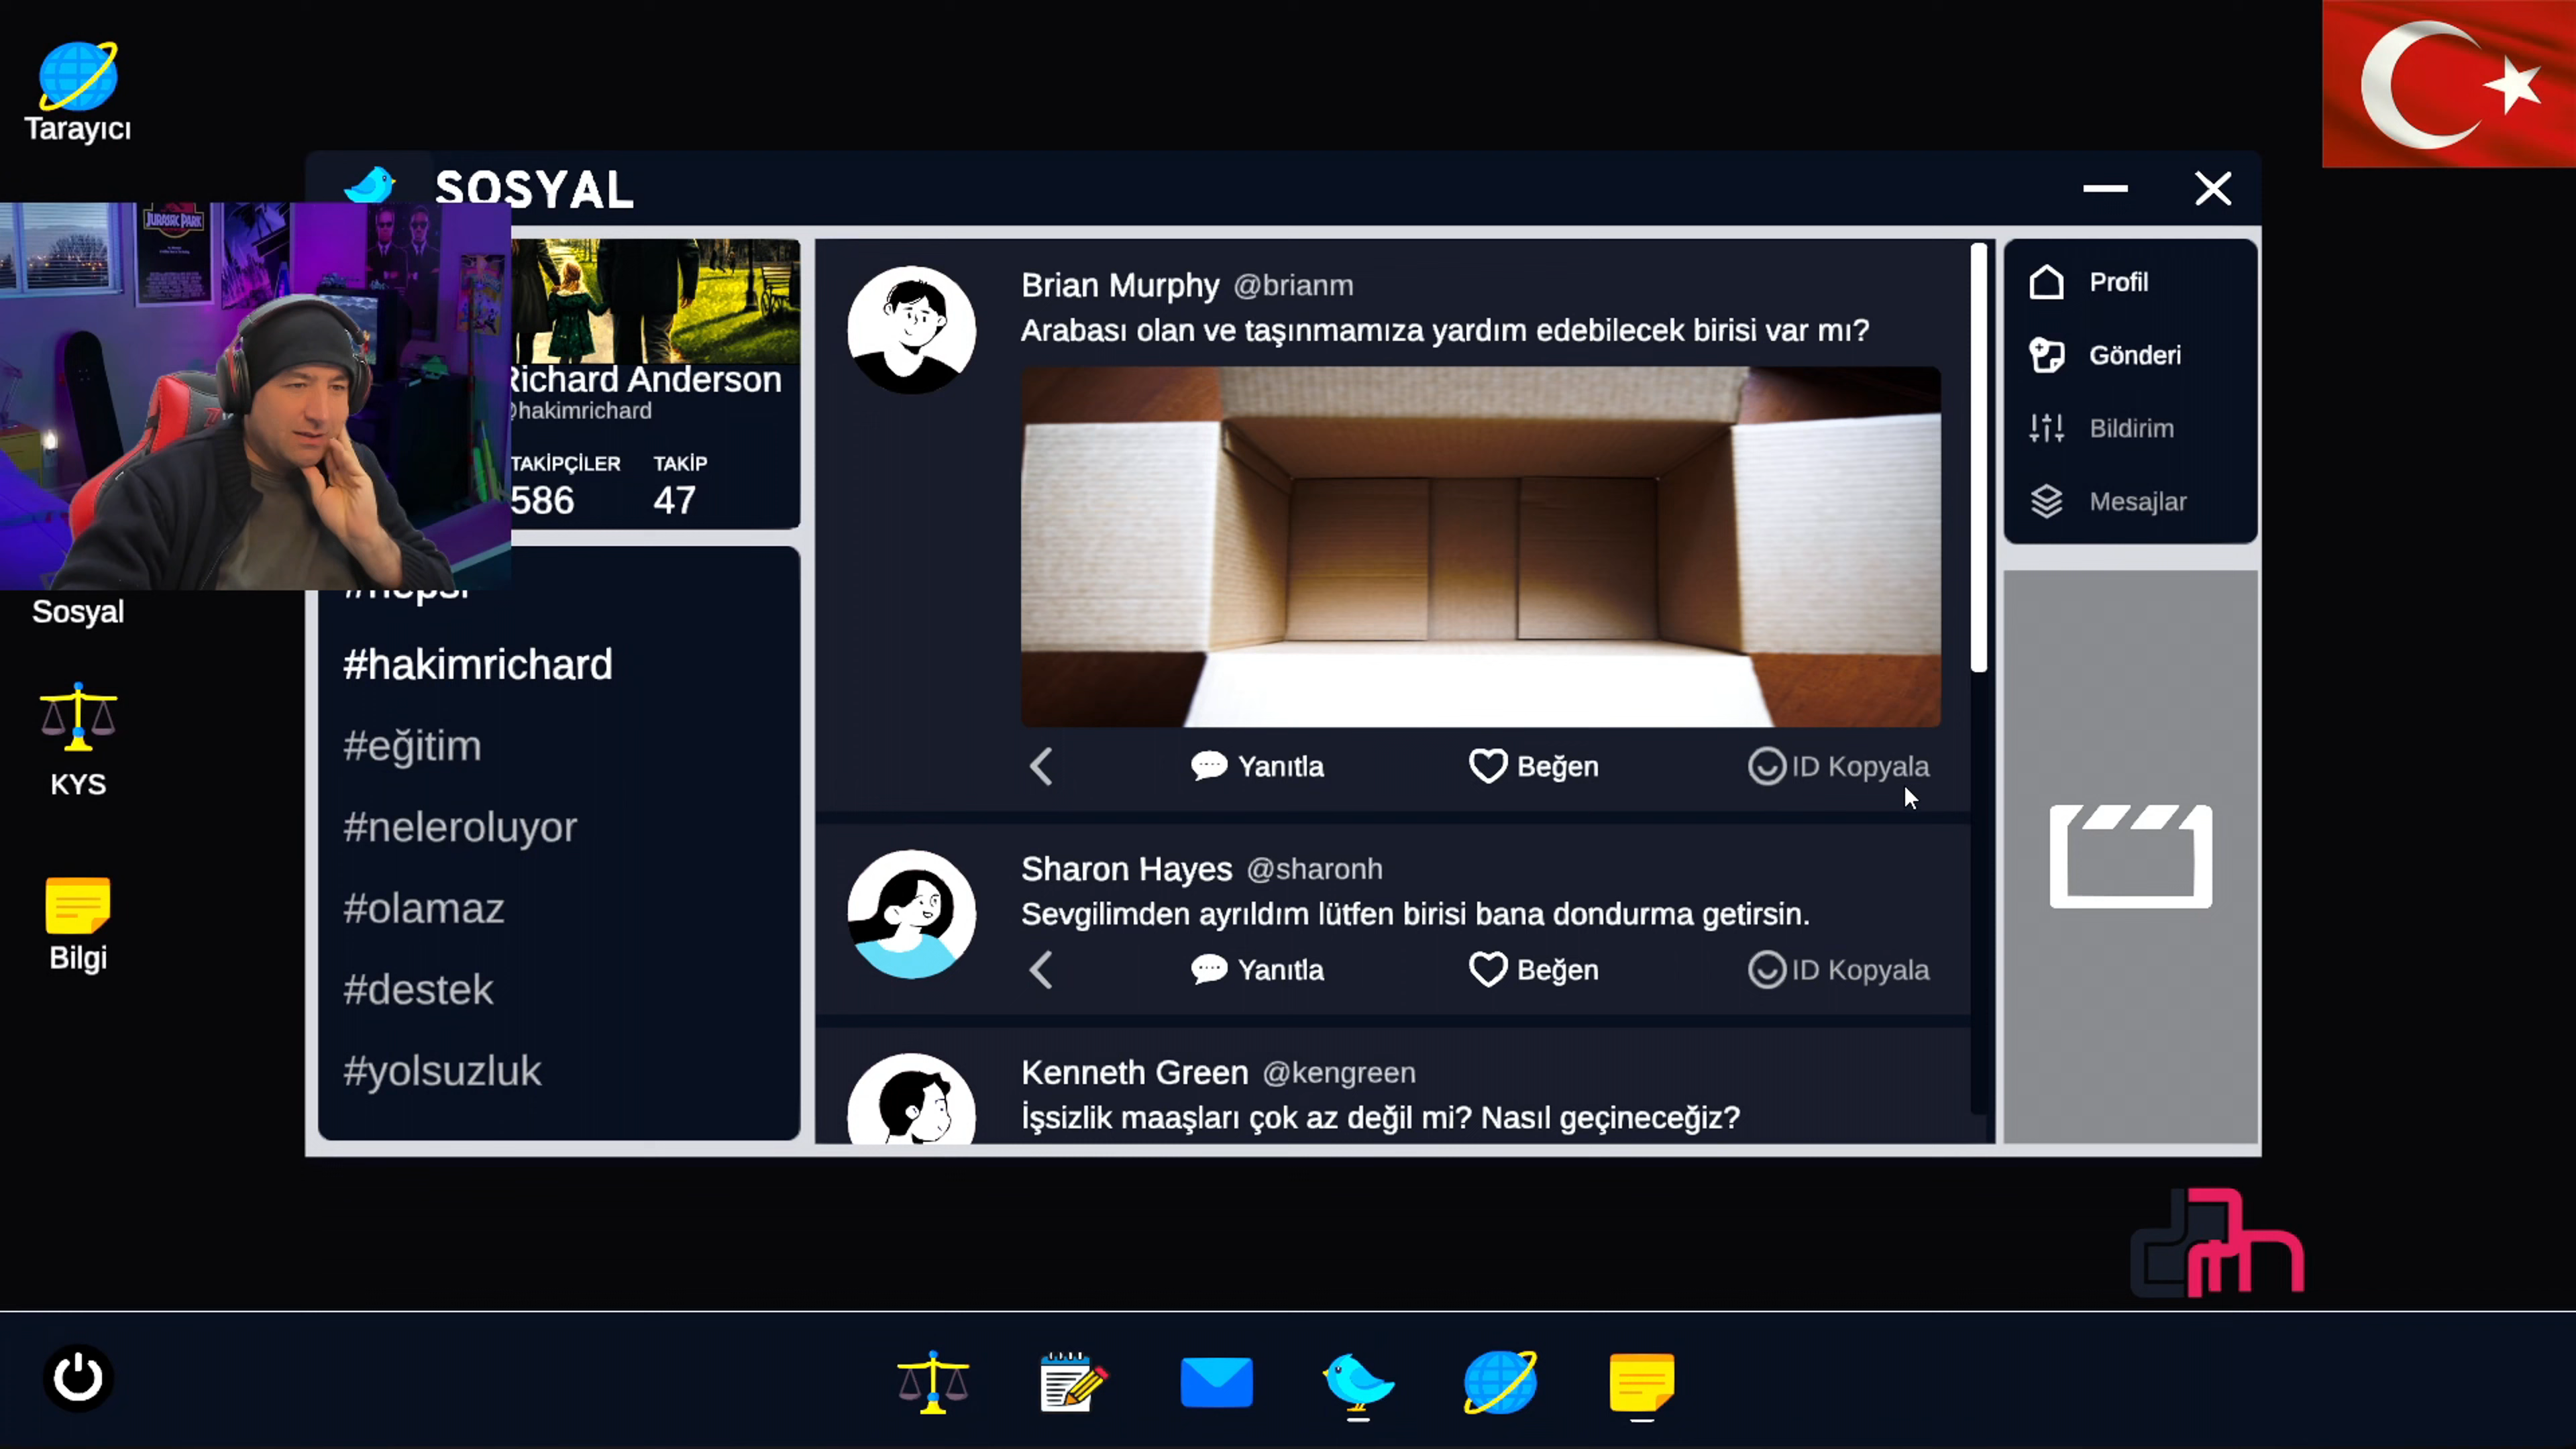 Tarayıcı
SOSYAL
JURASSIC PARK
Richard Anderson
@hakimrichard
TAKİPÇİLER TAKİP
586 47
Sosyal
KYS
Bilgi
#hepsi
#hakimrichard
#eğitim
#neleroluyor
#olamaz
#destek
#yolsuzluk
Brian Murphy @brianm
Arabası olan ve taşınmamıza yardım edebilecek birisi var mı?
Yanıtla Beğen ID Kopyala
Sharon Hayes @sharonh
Sevgilimden ayrıldım lütfen birisi bana dondurma getirsin.
Yanıtla Beğen ID Kopyala
Kenneth Green @kengreen
İşsizlik maaşları çok az değil mi? Nasıl geçineceğiz?
Profil
Gönderi
Bildirim
Mesajlar